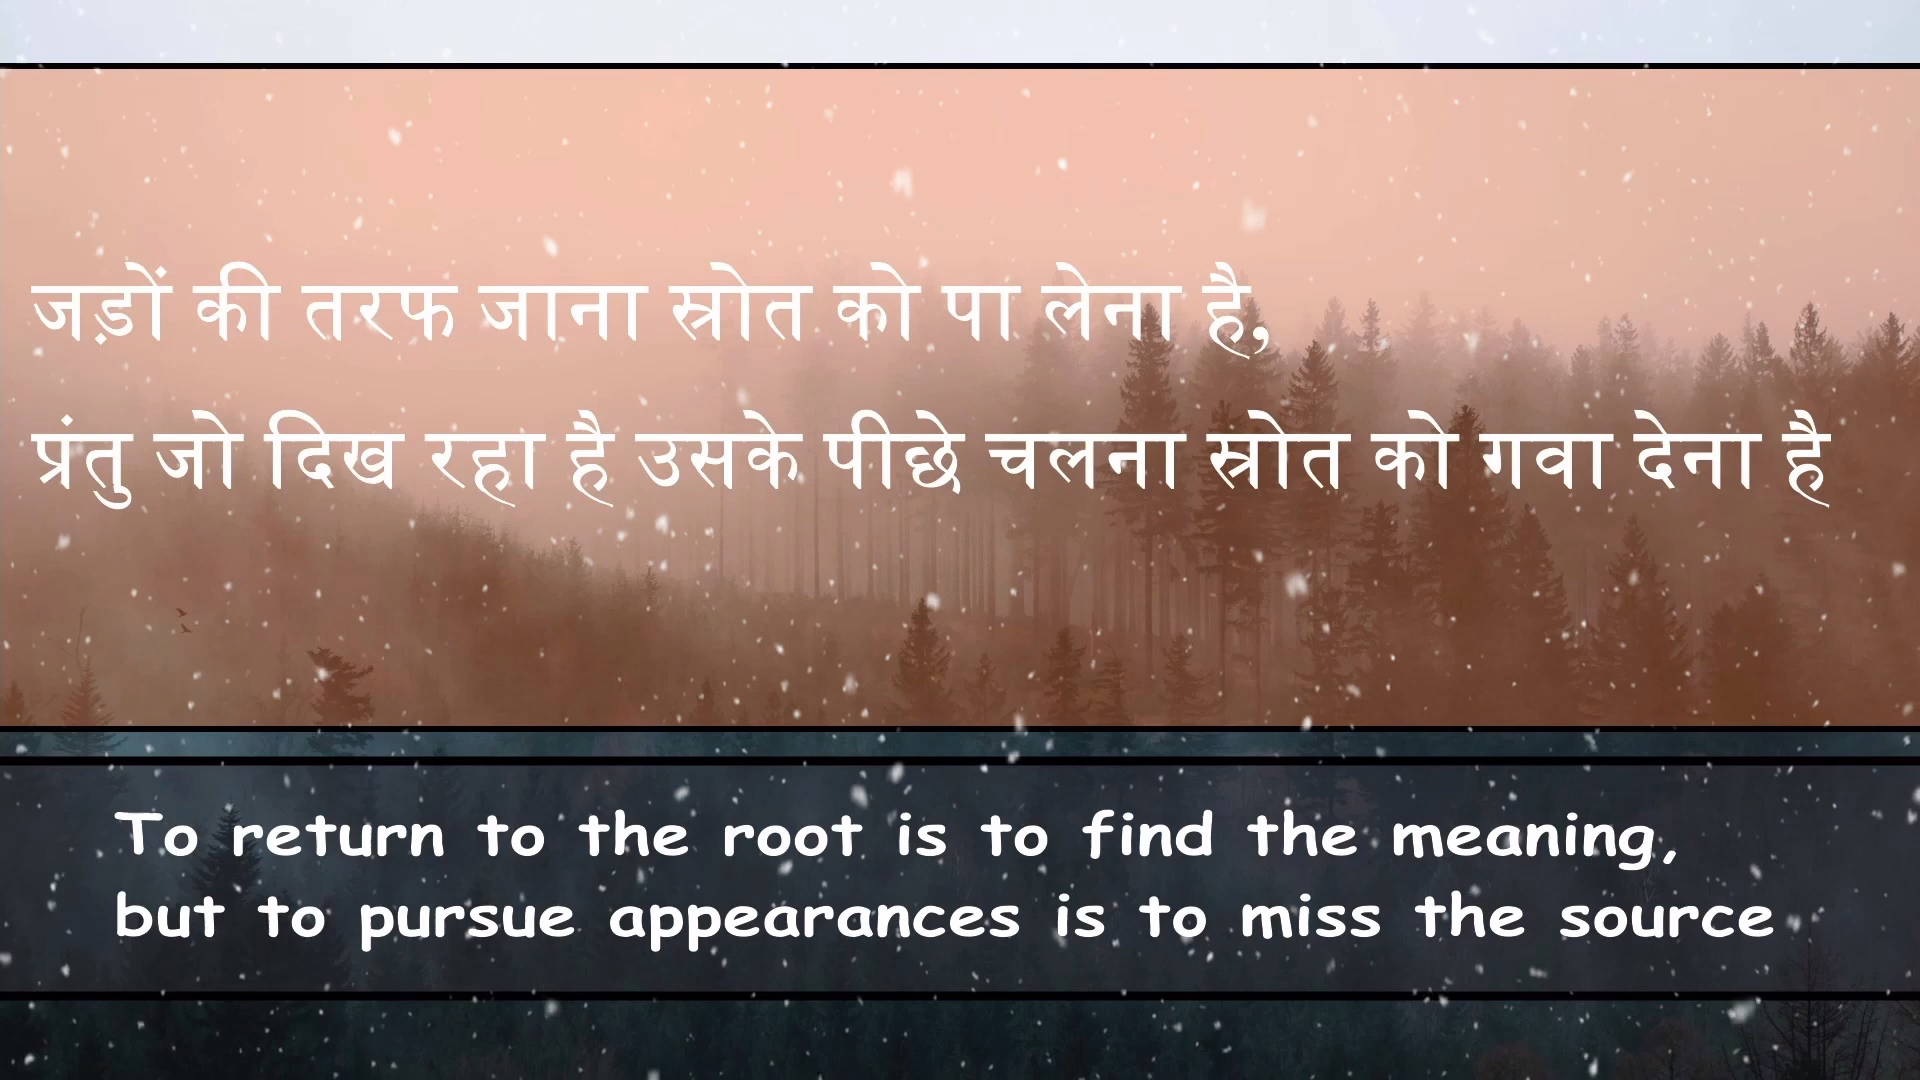 जड़ों की तरफ जाना स्रोत को पा लेना है,
प्रंतु जो दिख रहा है उसके पीछे चलना स्रोत को गवा देना है
To return to the root is to find the meaning,
but to pursue appearances is to miss the source